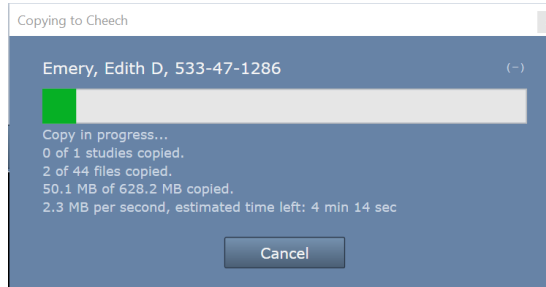 Copying to Cheech
Emery, Edith D, 533-47-1286
(-)
Copy in progress...
0 of 1 studies copied.
2 of 44 files copied.
50.1 MB of 628.2 MB copied.
2.3 MB per second, estimated time left: 4 min 14 sec
Cancel